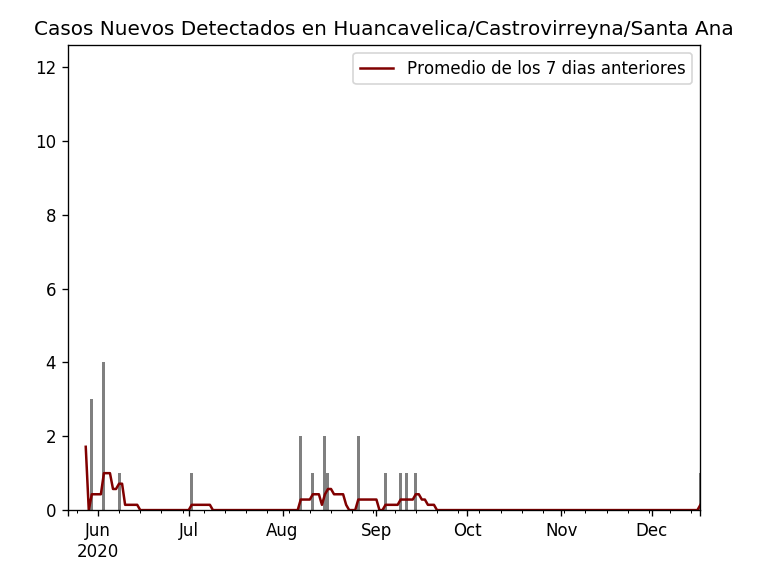 Casos Nuevos Detectados en Huancavelica/Castrovirreyna/Santa Ana
Promedio de los 7 dias anteriores
12
10
8
6
4
2
0
Jun Jul Aug Sep Oct Nov Dec
2020